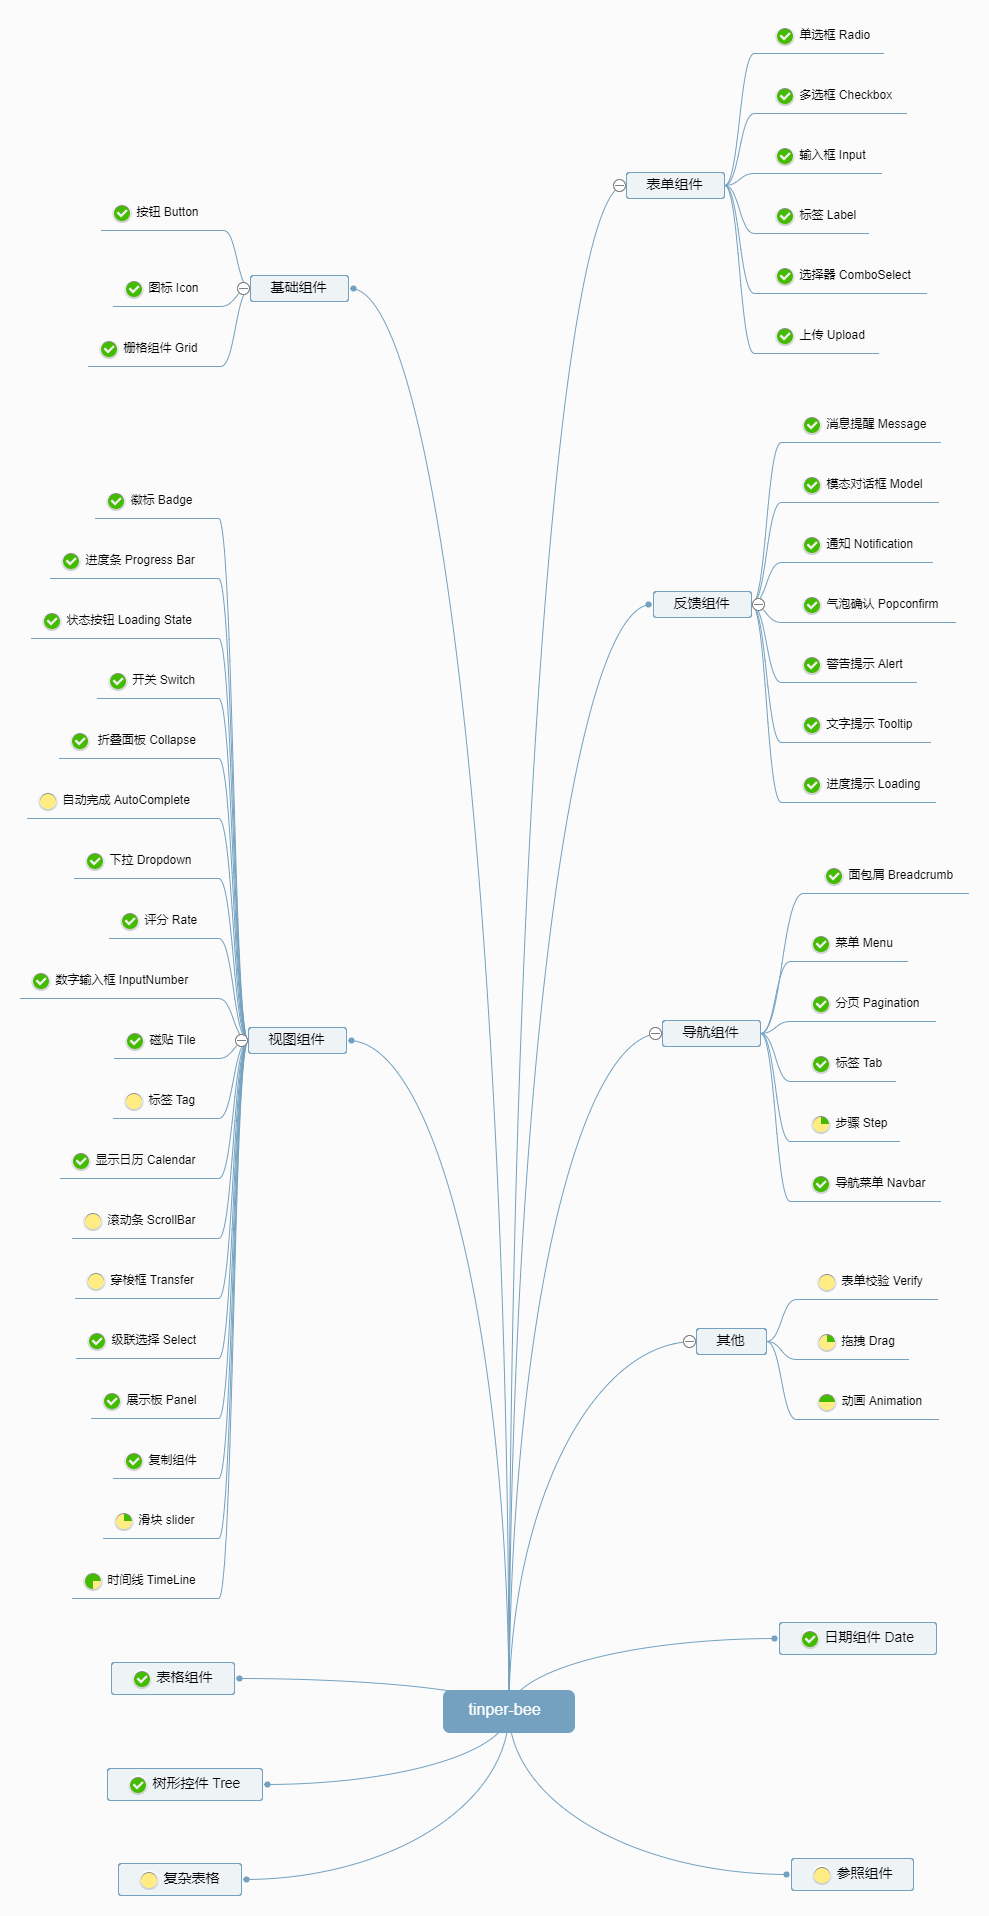 基础组件
按钮 Button
图标 Icon
栅格组件 Grid
视图组件
徽标 Badge
进度条 Progress Bar
状态按钮 Loading State
开关 Switch
折叠面板 Collapse
自动完成 AutoComplete
下拉 Dropdown
评分 Rate
数字输入框 InputNumber
磁贴 Tile
标签 Tag
显示日历 Calendar
滚动条 ScrollBar
穿梭框 Transfer
级联选择 Select
展示板 Panel
复制组件
滑块 slider
时间线 TimeLine
表格组件
树形控件 Tree
复杂表格
tinper-bee
表单组件
单选框 Radio
多选框 Checkbox
输入框 Input
标签 Label
选择器 ComboSelect
上传 Upload
反馈组件
消息提醒 Message
模态对话框 Model
通知 Notification
气泡确认 Popconfirm
警告提示 Alert
文字提示 Tooltip
进度提示 Loading
导航组件
面包屑 Breadcrumb
菜单 Menu
分页 Pagination
标签 Tab
步骤 Step
导航菜单 Navbar
其他
表单校验 Verify
拖拽 Drag
动画 Animation
日期组件 Date
参照组件